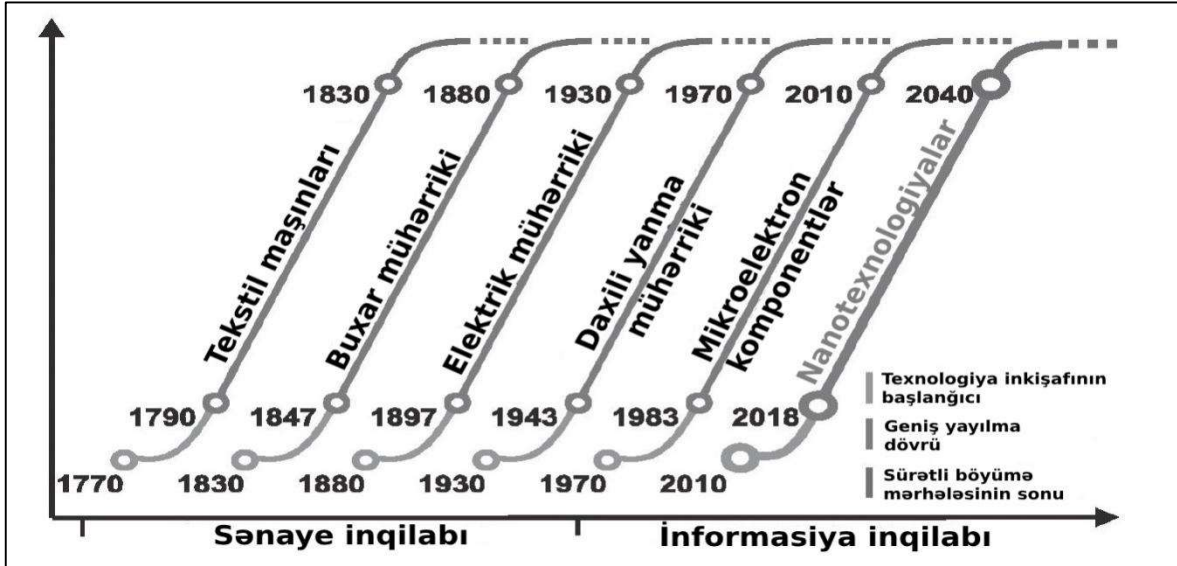 1830
1880
1930
1970
2010
2040
Tekstil maşınları
Buxar mühərriki
Elektrik mühərriki
Daxili yanma
mühərriki
Mikroelektron
komponentlər
Nanotexnologiyalar
1790
1847
1897
1943
1983
2018
1770
1830
1880
1930
1970
2010
Texnologiya inkişafının
başlanğıcı
Geniş yayılma
dövrü
Sürətli böyümə
mərhələsinin sonu
Sənaye inqilabı
İnformasiya inqilabı